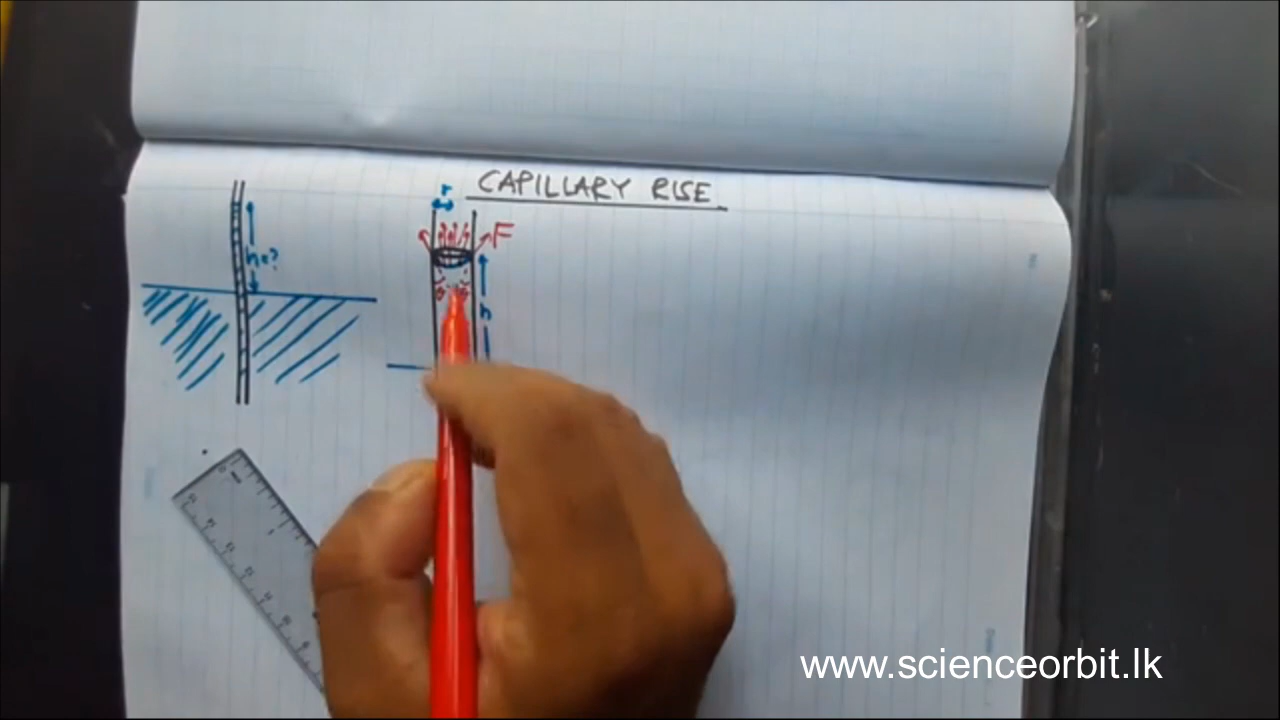 CAPILLARY RISE
r
F
h=?
h
θ θ
www.scienceorbit.lk